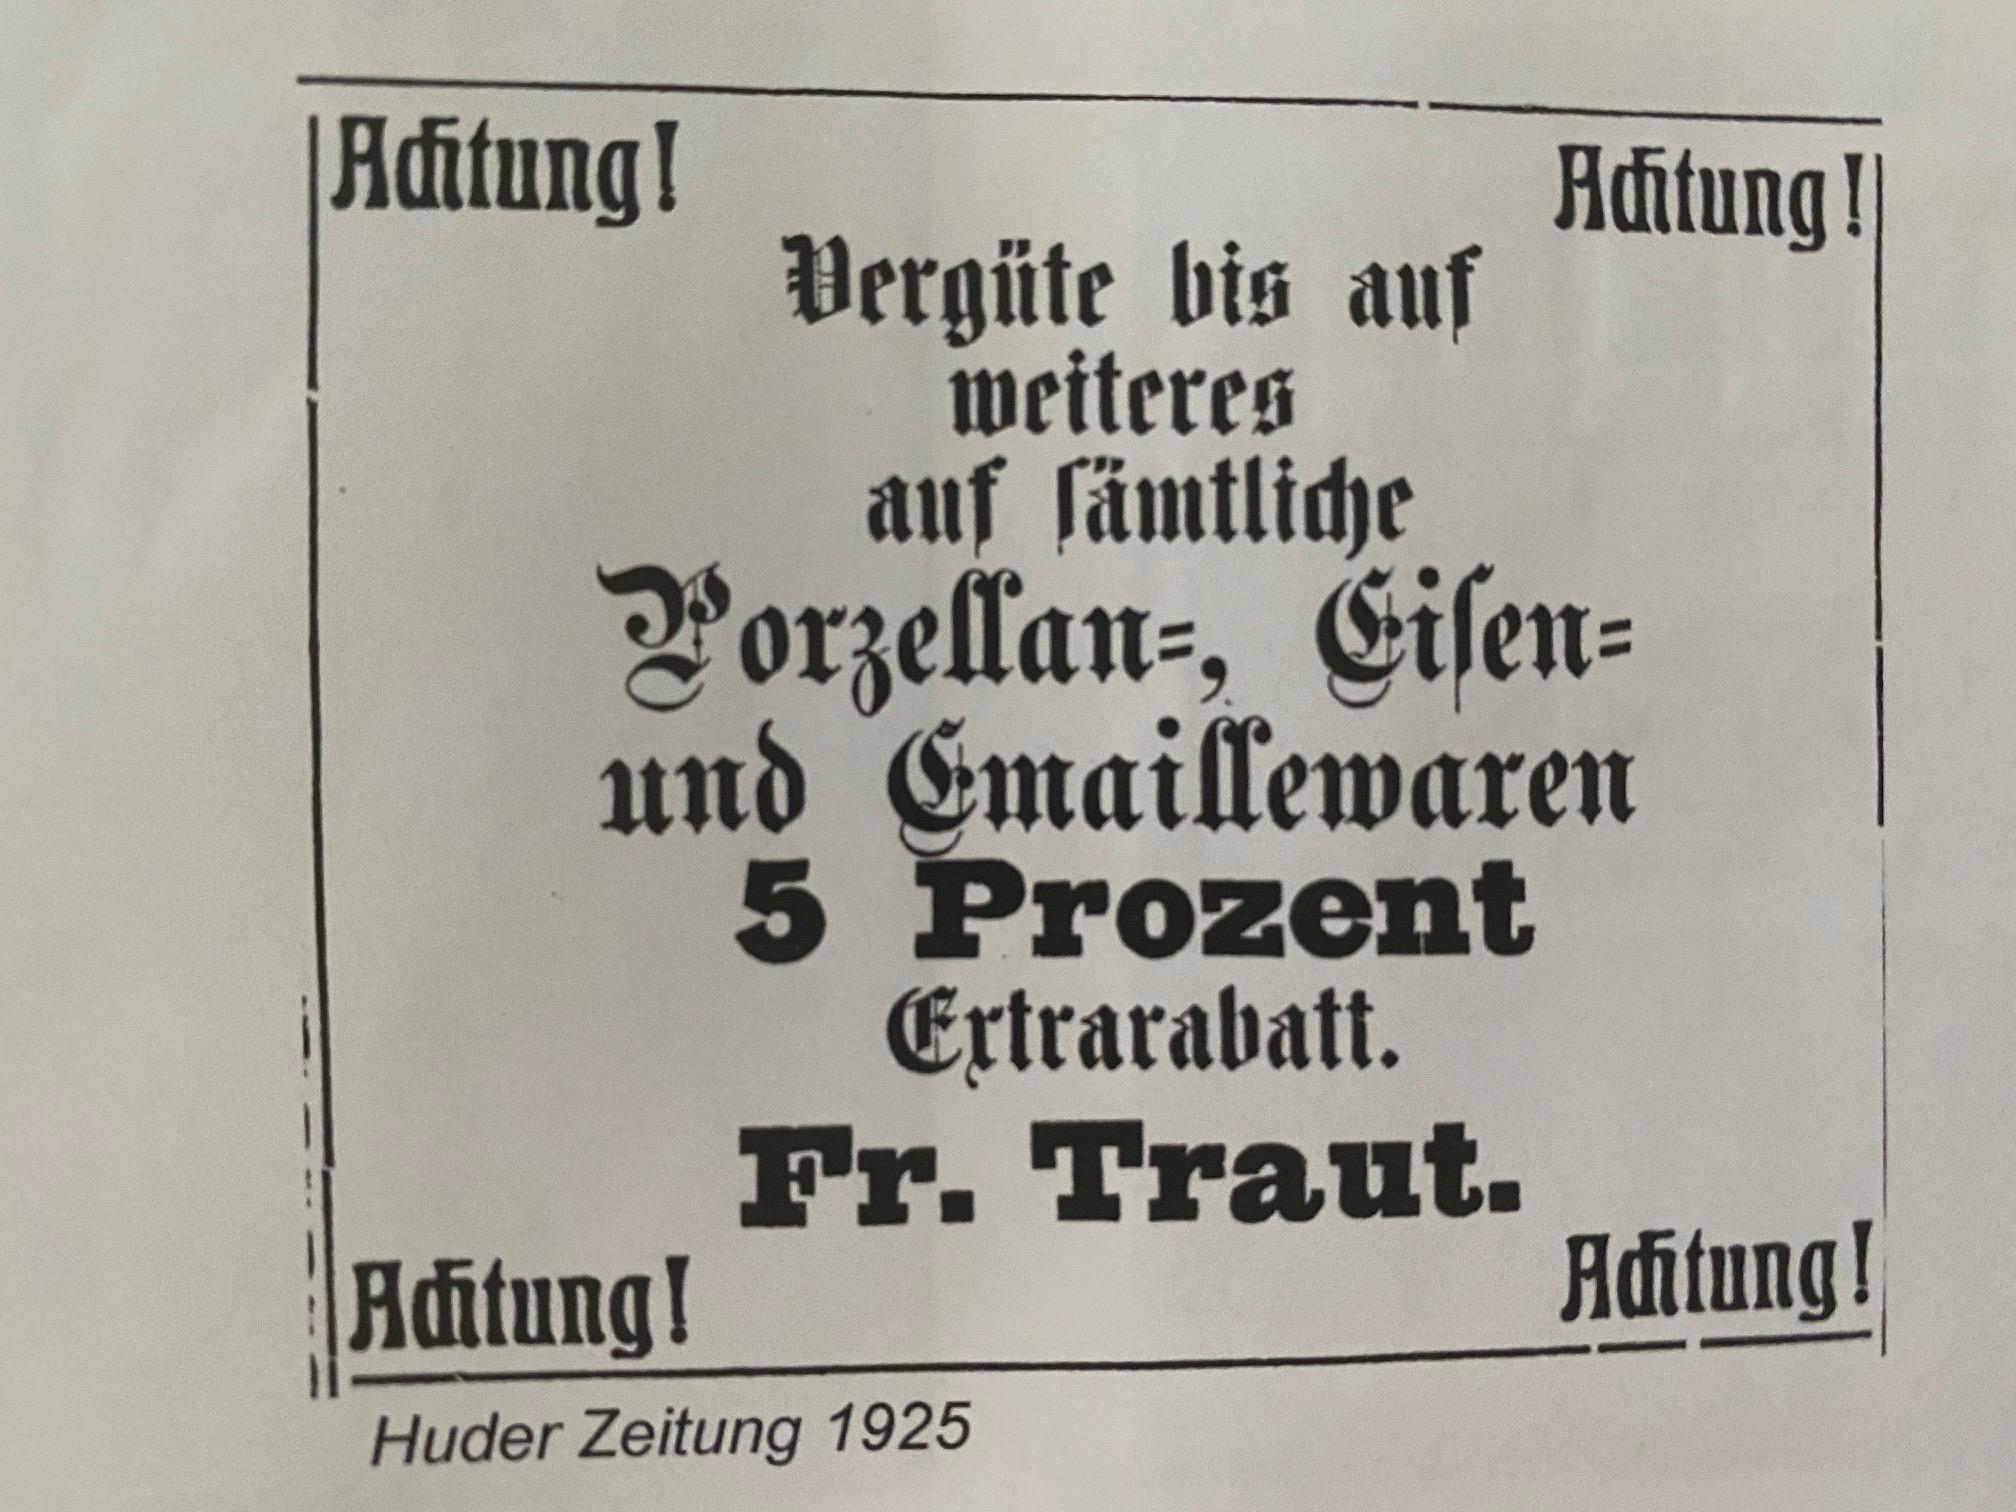 Achtung! Achtung!
Vergüte bis auf
weiteres
auf ſämtliche
Porzellan⸗, Eiſen⸗
und Emaillewaren
5 Prozent
Extrarabatt.
Fr. Traut.
Achtung! Achtung!
Huder Zeitung 1925